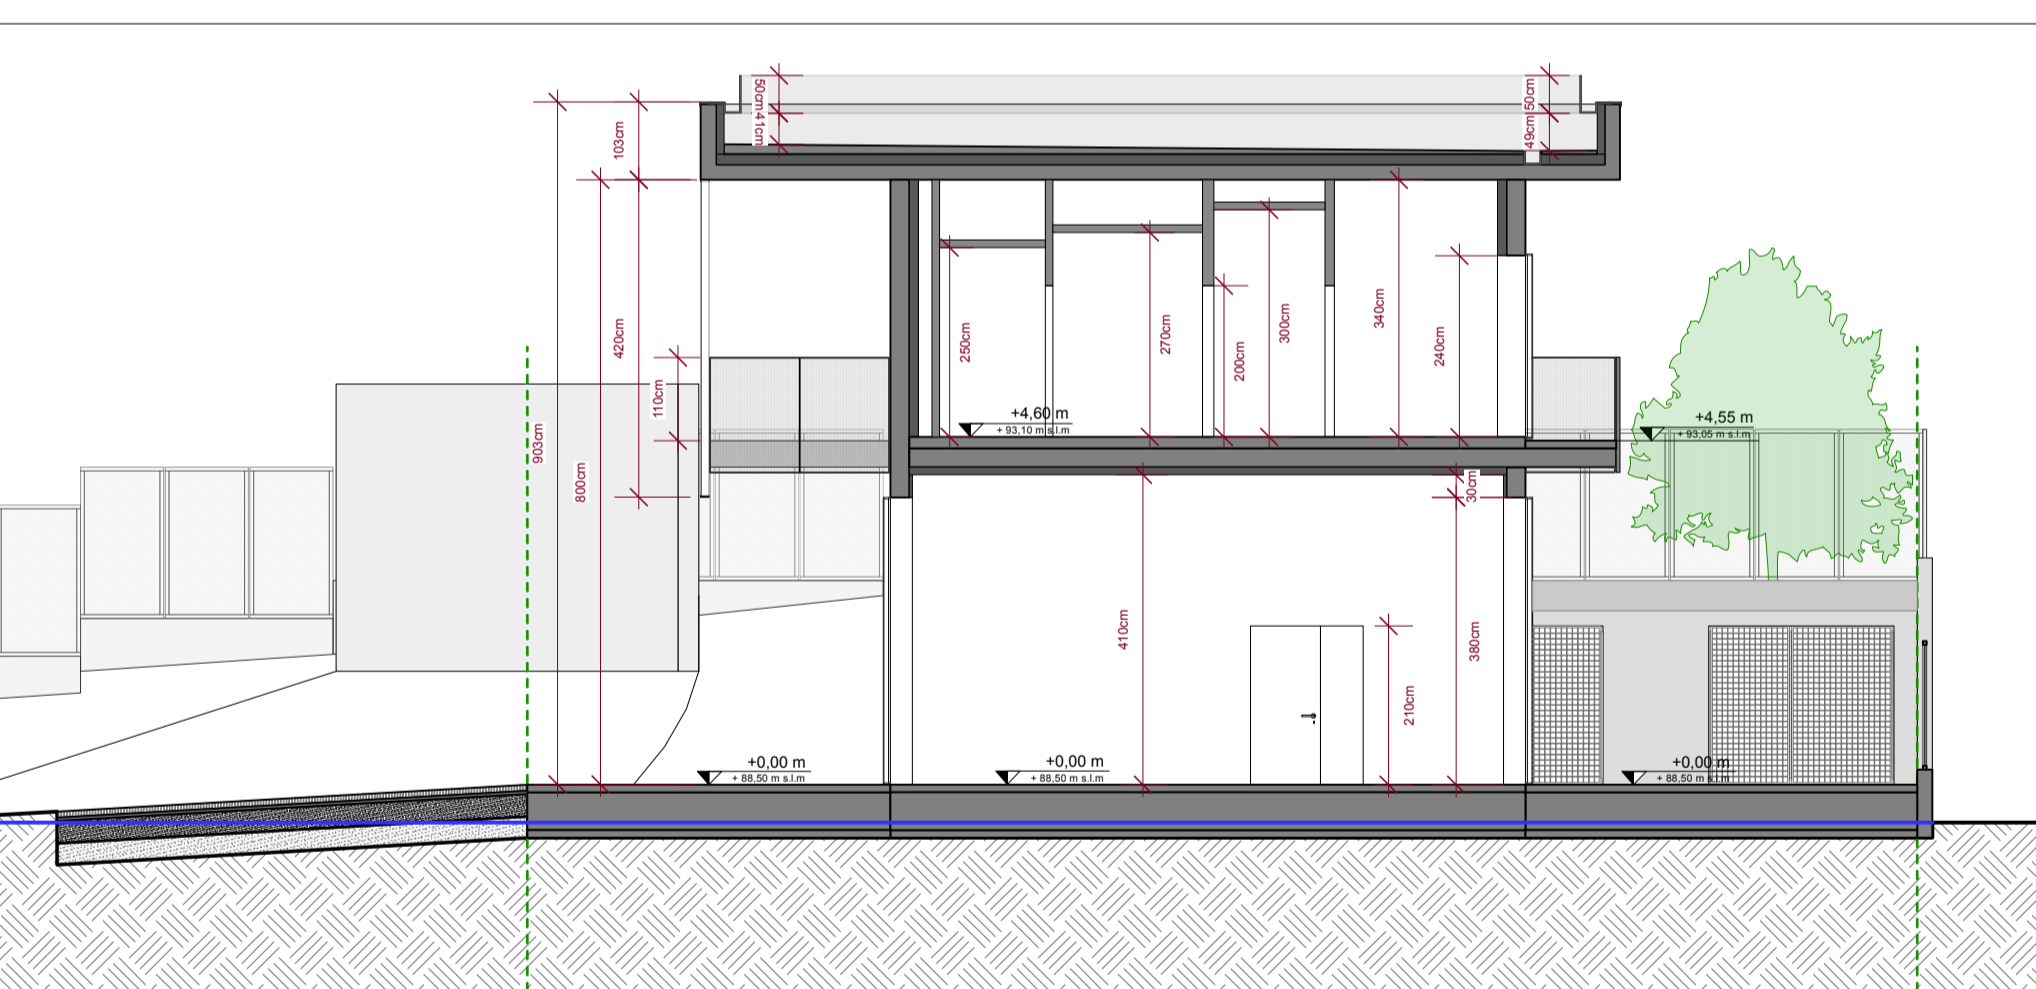 50cm
41cm
50cm
49cm
103cm
420cm
110cm
903cm
800cm
250cm
270cm
200cm
300cm
340cm
240cm
+4,60 m
+ 93,10 m s.l.m
+4,55 m
+ 93,05 m s.l.m
30cm
410cm
380cm
210cm
+0,00 m
+ 88,50 m s.l.m
+0,00 m
+ 88,50 m s.l.m
+0,00 m
+ 88,50 m s.l.m